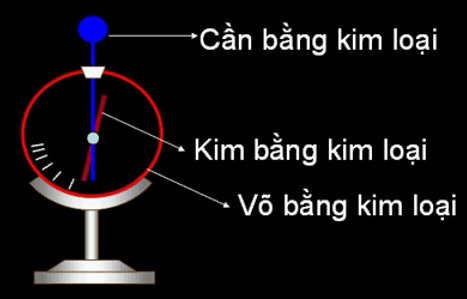 Cần bằng kim loại
Kim bằng kim loại
Võ bằng kim loại